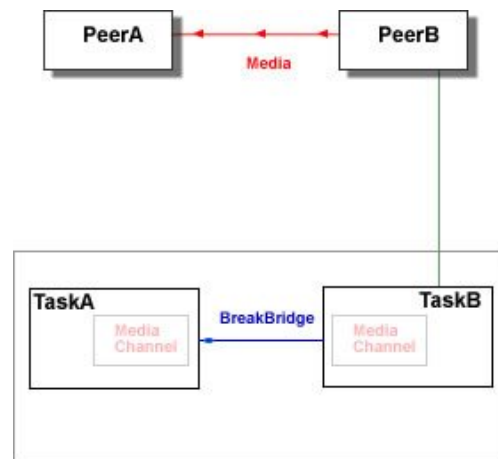 PeerA
PeerB
Media
TaskA
TaskB
Media
Channel
BreakBridge
Media
Channel